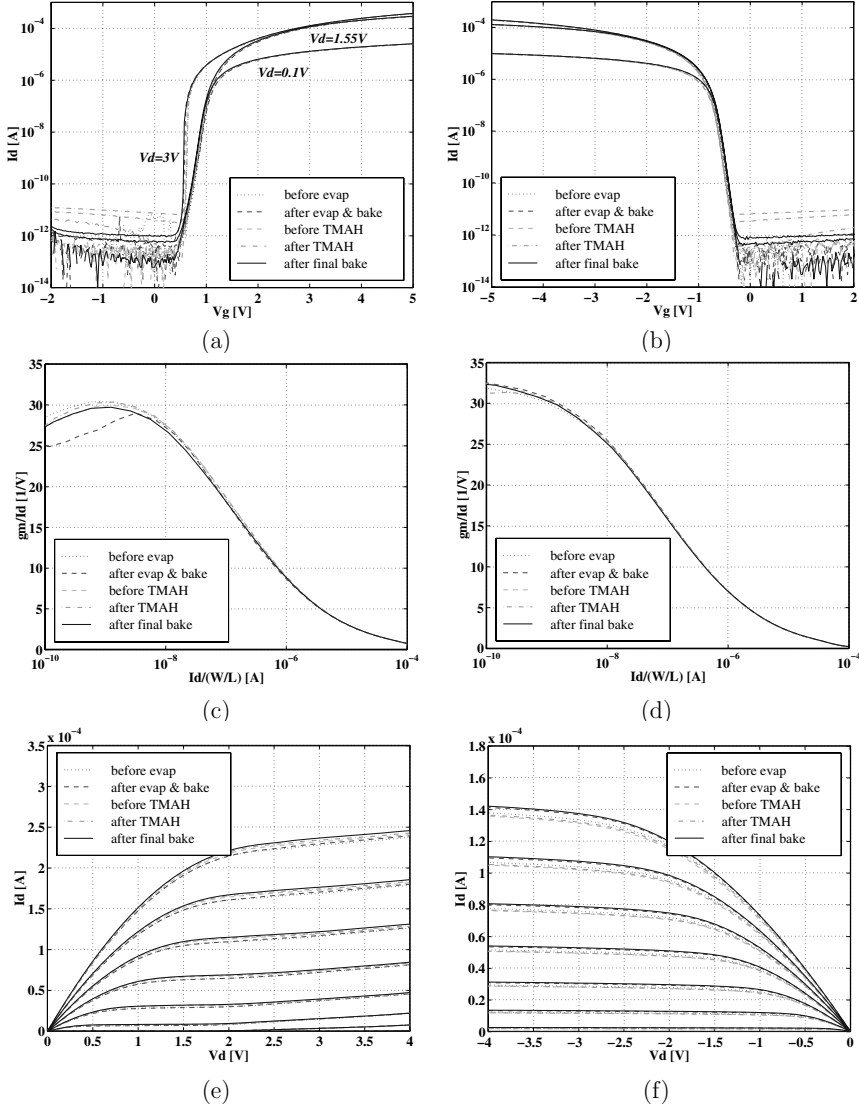 10⁻⁴
10⁻⁶
10⁻⁸
10⁻¹⁰
10⁻¹²
10⁻¹⁴
Id [A]
Vd=1.55V
Vd=0.1V
Vd=3V
before evap
after evap & bake
before TMAH
after TMAH
after final bake
−2 −1 0 1 2 3 4 5
Vg [V]
(a)
10⁻⁴
10⁻⁶
10⁻⁸
10⁻¹⁰
10⁻¹²
10⁻¹⁴
Id [A]
before evap
after evap & bake
before TMAH
after TMAH
after final bake
−5 −4 −3 −2 −1 0 1 2
Vg [V]
(b)
35
30
25
20
15
10
5
0
gm/Id [1/V]
before evap
after evap & bake
before TMAH
after TMAH
after final bake
10⁻¹⁰ 10⁻⁸ 10⁻⁶ 10⁻⁴
Id/(W/L) [A]
(c)
35
30
25
20
15
10
5
0
gm/Id [1/V]
before evap
after evap & bake
before TMAH
after TMAH
after final bake
10⁻¹⁰ 10⁻⁸ 10⁻⁶ 10⁻⁴
Id/(W/L) [A]
(d)
x 10⁻⁴
3.5
3
2.5
2
1.5
1
0.5
0
Id [A]
before evap
after evap & bake
before TMAH
after TMAH
after final bake
0 0.5 1 1.5 2 2.5 3 3.5 4
Vd [V]
(e)
x 10⁻⁴
1.8
1.6
1.4
1.2
1
0.8
0.6
0.4
0.2
0
Id [A]
before evap
after evap & bake
before TMAH
after TMAH
after final bake
−4 −3.5 −3 −2.5 −2 −1.5 −1 −0.5 0
Vd [V]
(f)